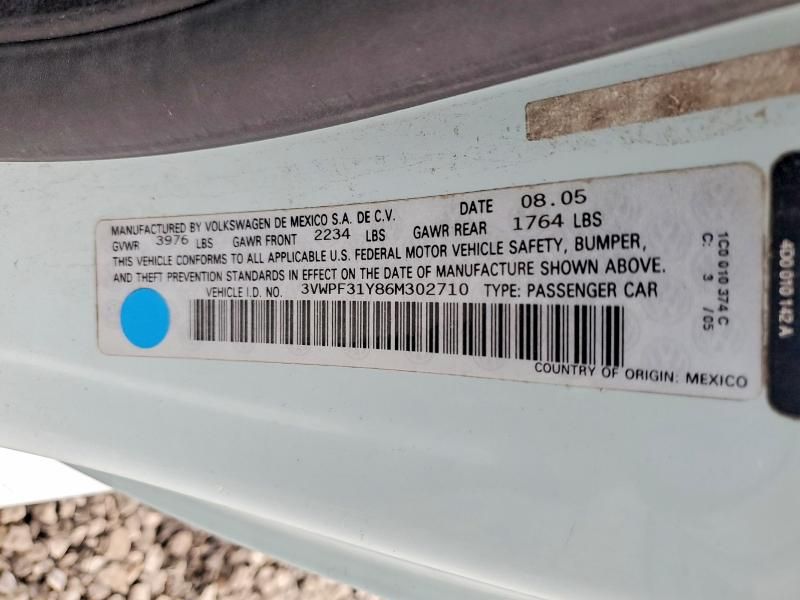 MANUFACTURED BY VOLKSWAGEN DE MEXICO S.A. DE C.V. DATE 08.05
GVWR 3976 LBS GAWR FRONT 2234 LBS GAWR REAR 1764 LBS
THIS VEHICLE CONFORMS TO ALL APPLICABLE U.S. FEDERAL MOTOR VEHICLE SAFETY, BUMPER,
AND THEFT PREVENTION STANDARDS IN EFFECT ON THE DATE OF MANUFACTURE SHOWN ABOVE.
VEHICLE I.D. NO. 3VWPF31Y86M302710 TYPE: PASSENGER CAR
COUNTRY OF ORIGIN: MEXICO
1C0 010 374 C
C: 3 /05
4D0 010 142 A